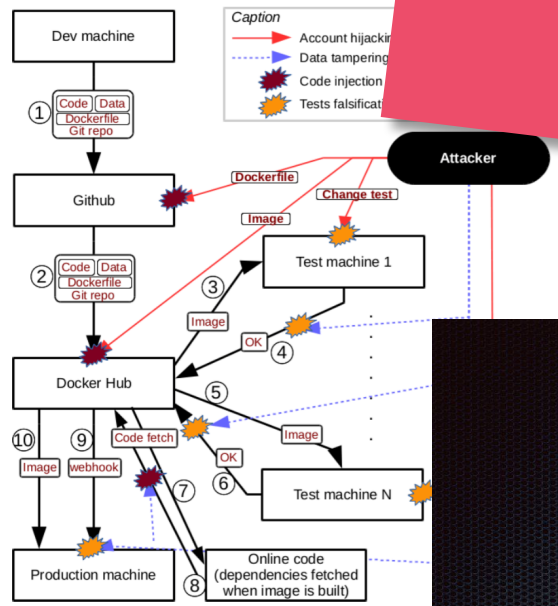 Caption
Account hijackin
Data tampering
Code injection
Tests falsificati
Dev machine
1
Code Data
Dockerfile
Git repo
Attacker
Github
Dockerfile
Change test
Image
2
Code Data
Dockerfile
Git repo
Test machine 1
3
Image
OK
4
Docker Hub
5
10
9
Code fetch
Image
Image
webhook
OK
6
7
Test machine N
Production machine
8
Online code
(dependencies fetched
when image is built)